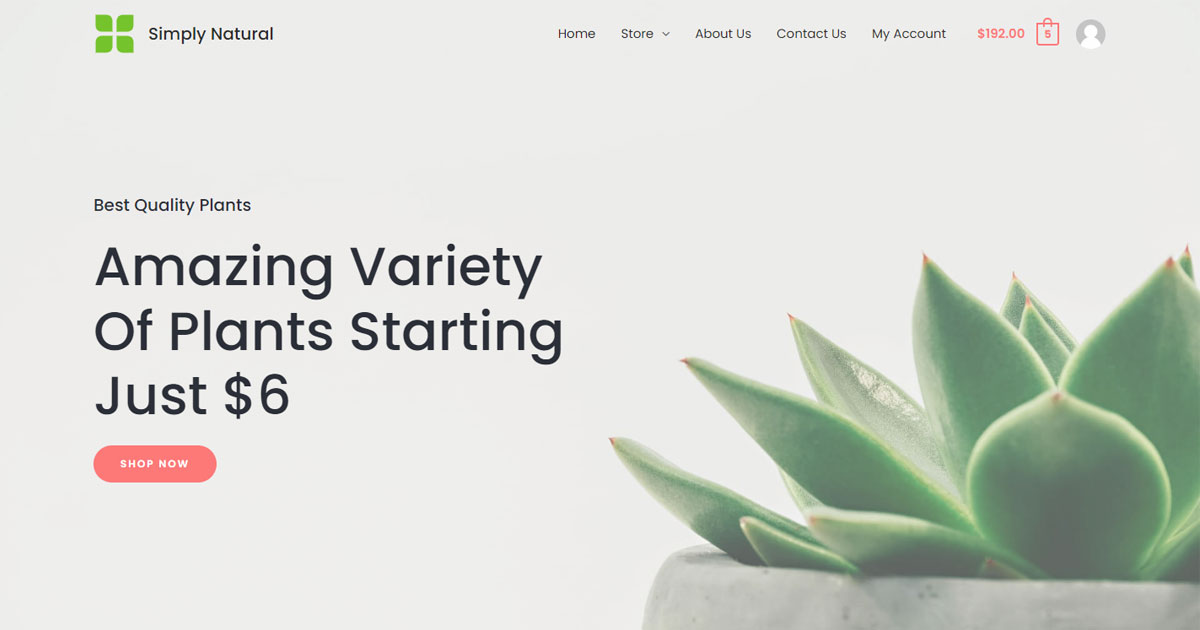 Simply Natural
Home Store About Us Contact Us My Account $192.00 5
Best Quality Plants
Amazing Variety
Of Plants Starting
Just $6
SHOP NOW